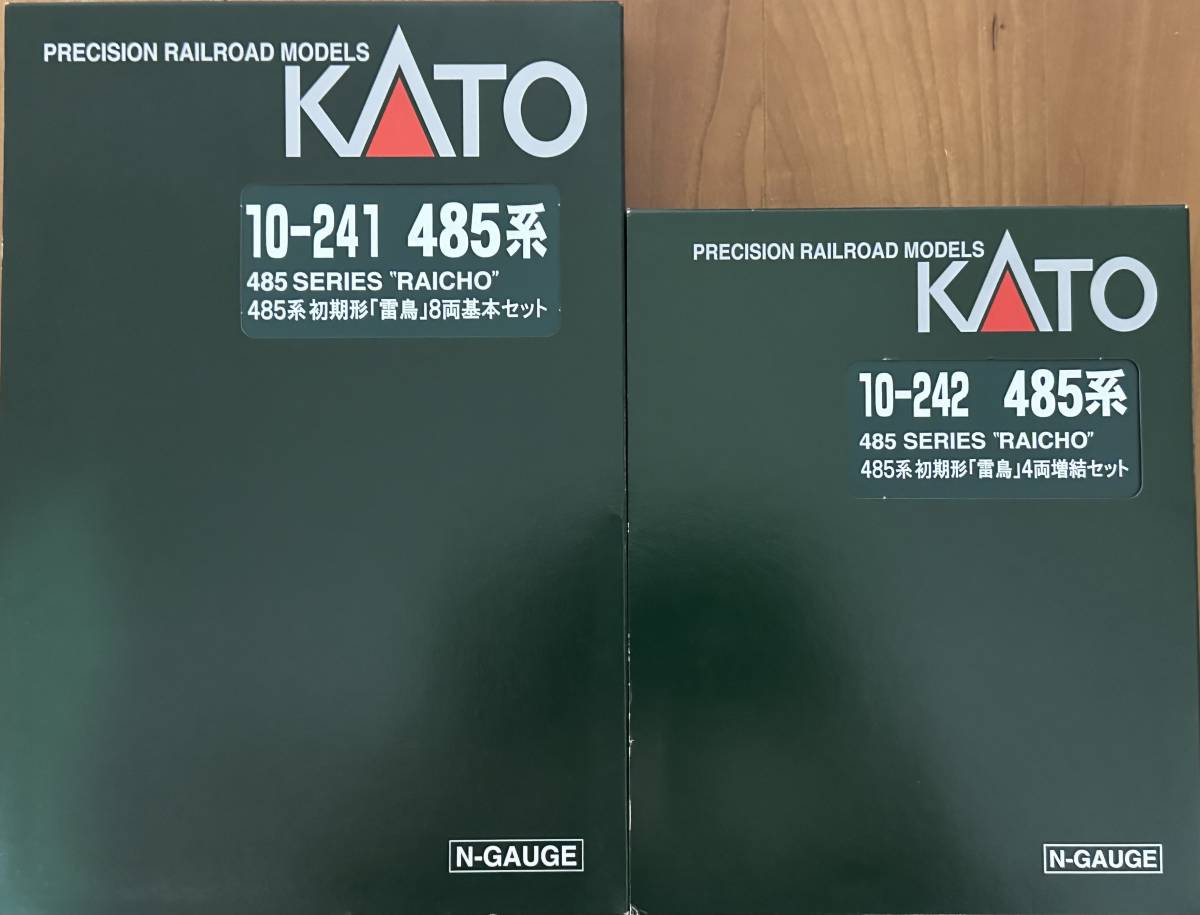 PRECISION RAILROAD MODELS
KATO
10-241 485系
485 SERIES "RAICHO"
485系初期形「雷鳥」8両基本セット
N-GAUGE
PRECISION RAILROAD MODELS
KATO
10-242 485系
485 SERIES "RAICHO"
485系初期形「雷鳥」4両増結セット
N-GAUGE